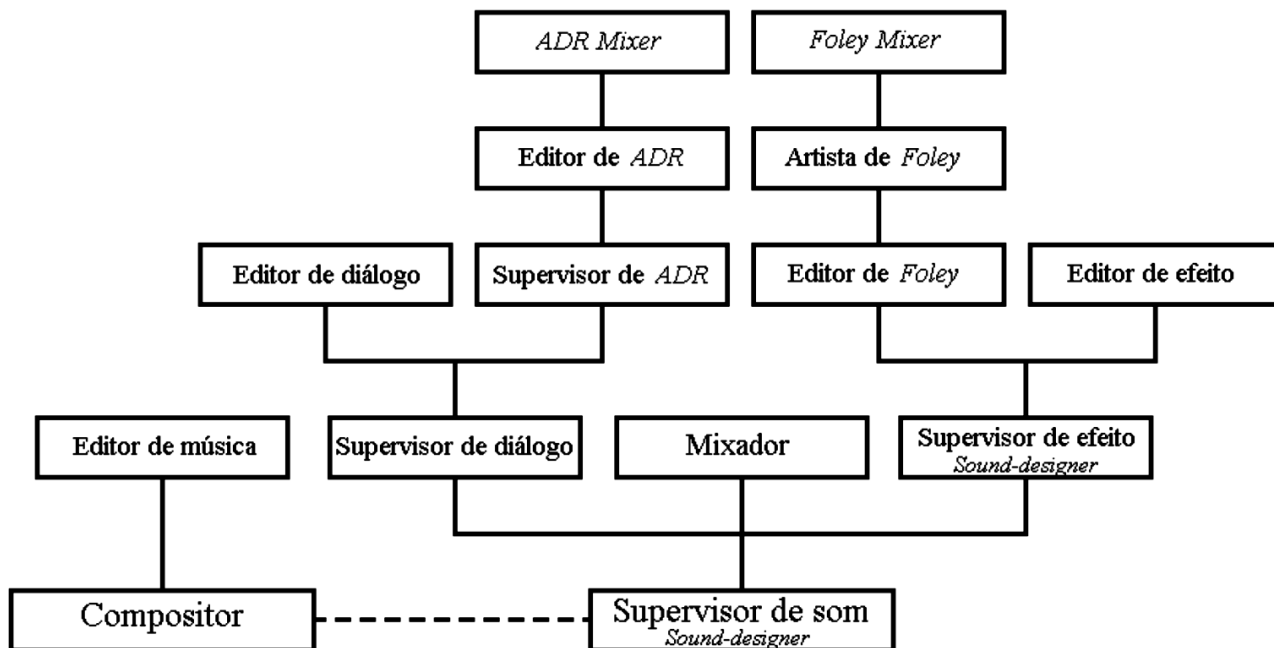 ADR Mixer
Foley Mixer
Editor de ADR
Artista de Foley
Editor de diálogo
Supervisor de ADR
Editor de Foley
Editor de efeito
Editor de música
Supervisor de diálogo
Mixador
Supervisor de efeito
Sound-designer
Compositor
Supervisor de som
Sound-designer